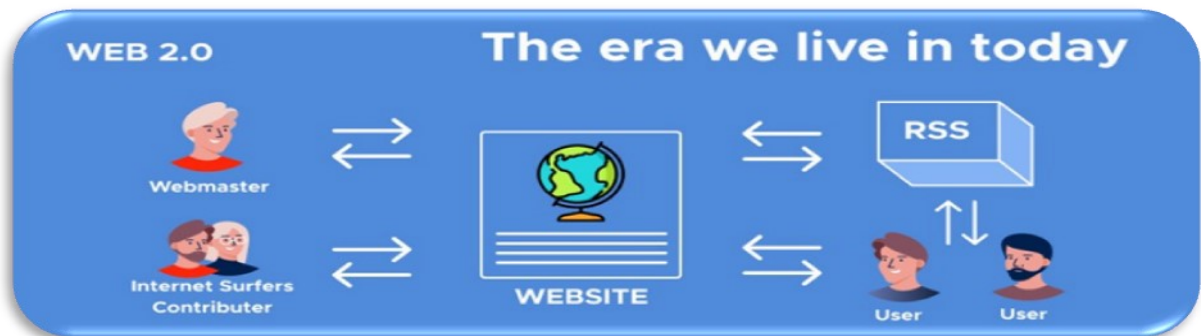 WEB 2.0
The era we live in today
Webmaster
Internet Surfers
Contributer
WEBSITE
RSS
User
User